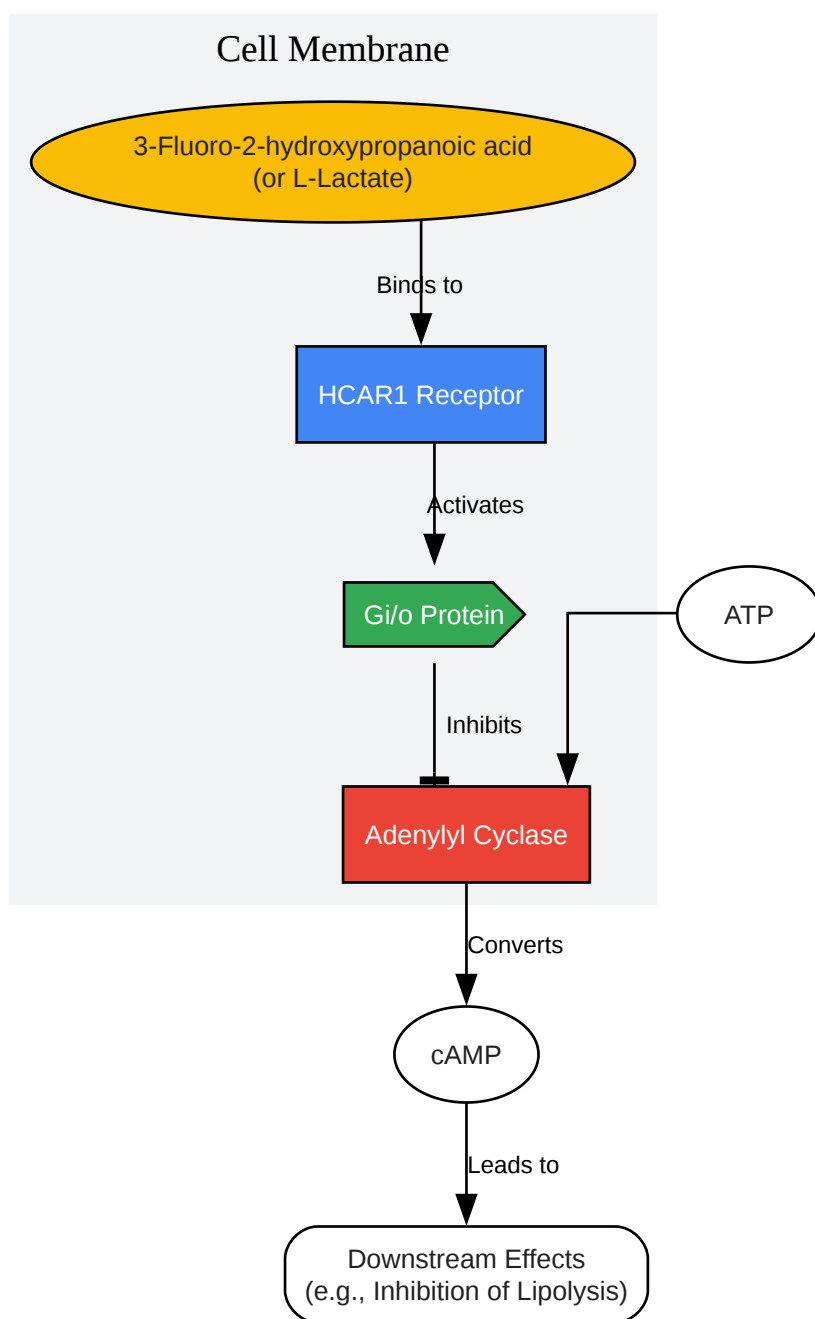 Cell Membrane
3-Fluoro-2-hydroxypropanoic acid
(or L-Lactate)
Binds to
HCAR1 Receptor
Activates
Gi/o Protein
ATP
Inhibits
Adenylyl Cyclase
Converts
cAMP
Leads to
Downstream Effects
(e.g., Inhibition of Lipolysis)